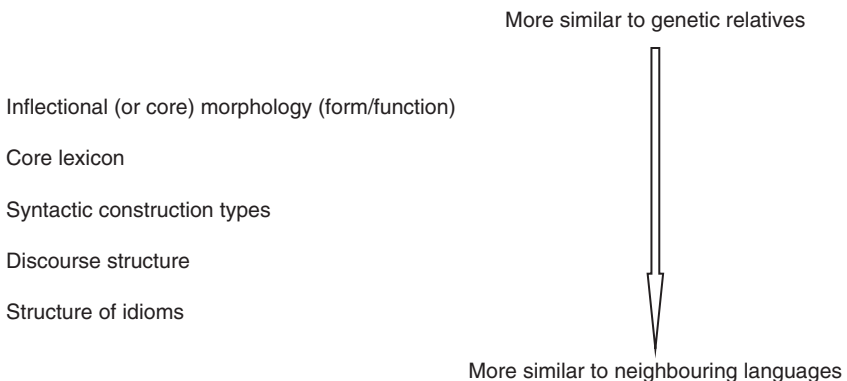 More similar to genetic relatives
Inflectional (or core) morphology (form/function)
Core lexicon
Syntactic construction types
Discourse structure
Structure of idioms
More similar to neighbouring languages